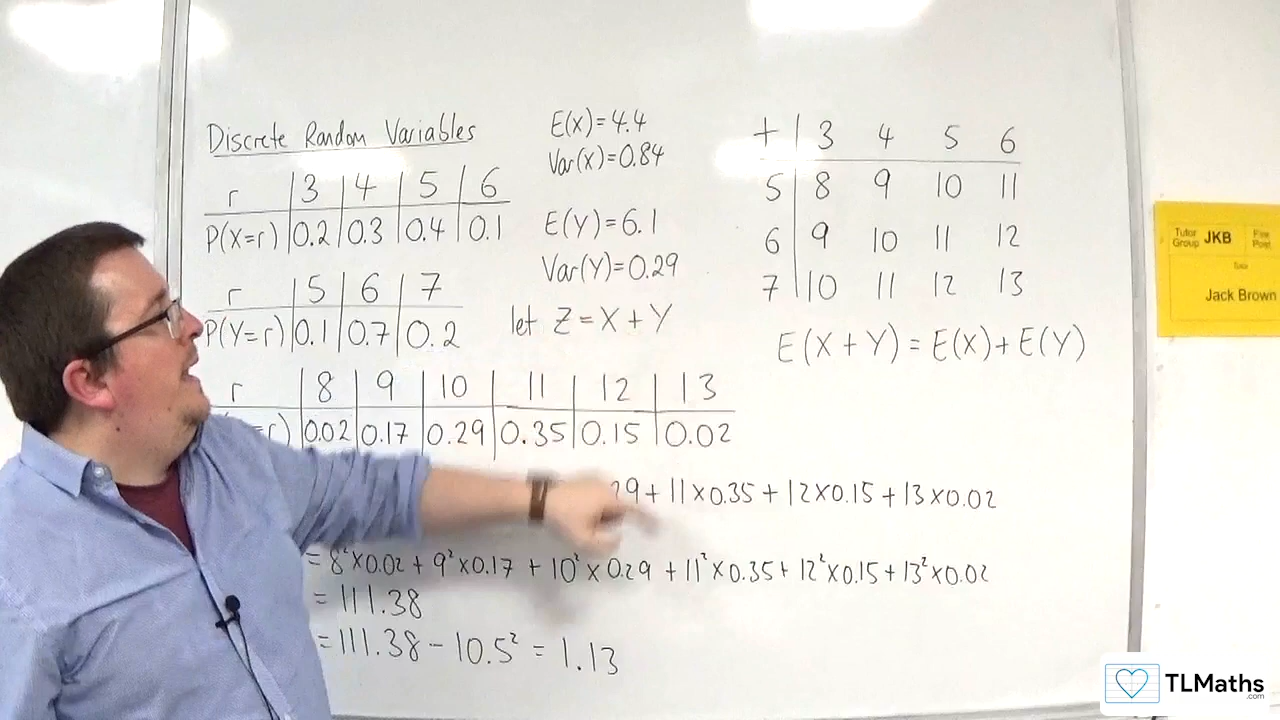 Discrete Random Variables
r 3 4 5 6
P(X=r) 0.2 0.3 0.4 0.1
r 5 6 7
P(Y=r) 0.1 0.7 0.2
E(X)=4.4
Var(X)=0.84
E(Y)=6.1
Var(Y)=0.29
let Z=X+Y
r 8 9 10 11 12 13
=r) 0.02 0.17 0.29 0.35 0.15 0.02
29+11×0.35+12×0.15+13×0.02
=8²×0.02+9²×0.17+10²×0.29+11²×0.35+12²×0.15+13²×0.02
=111.38
=111.38-10.5²=1.13
+ 3 4 5 6
5 8 9 10 11
6 9 10 11 12
7 10 11 12 13
E(X+Y)=E(X)+E(Y)
Tutor Group JKB
Jack Brown
TLMaths
.com